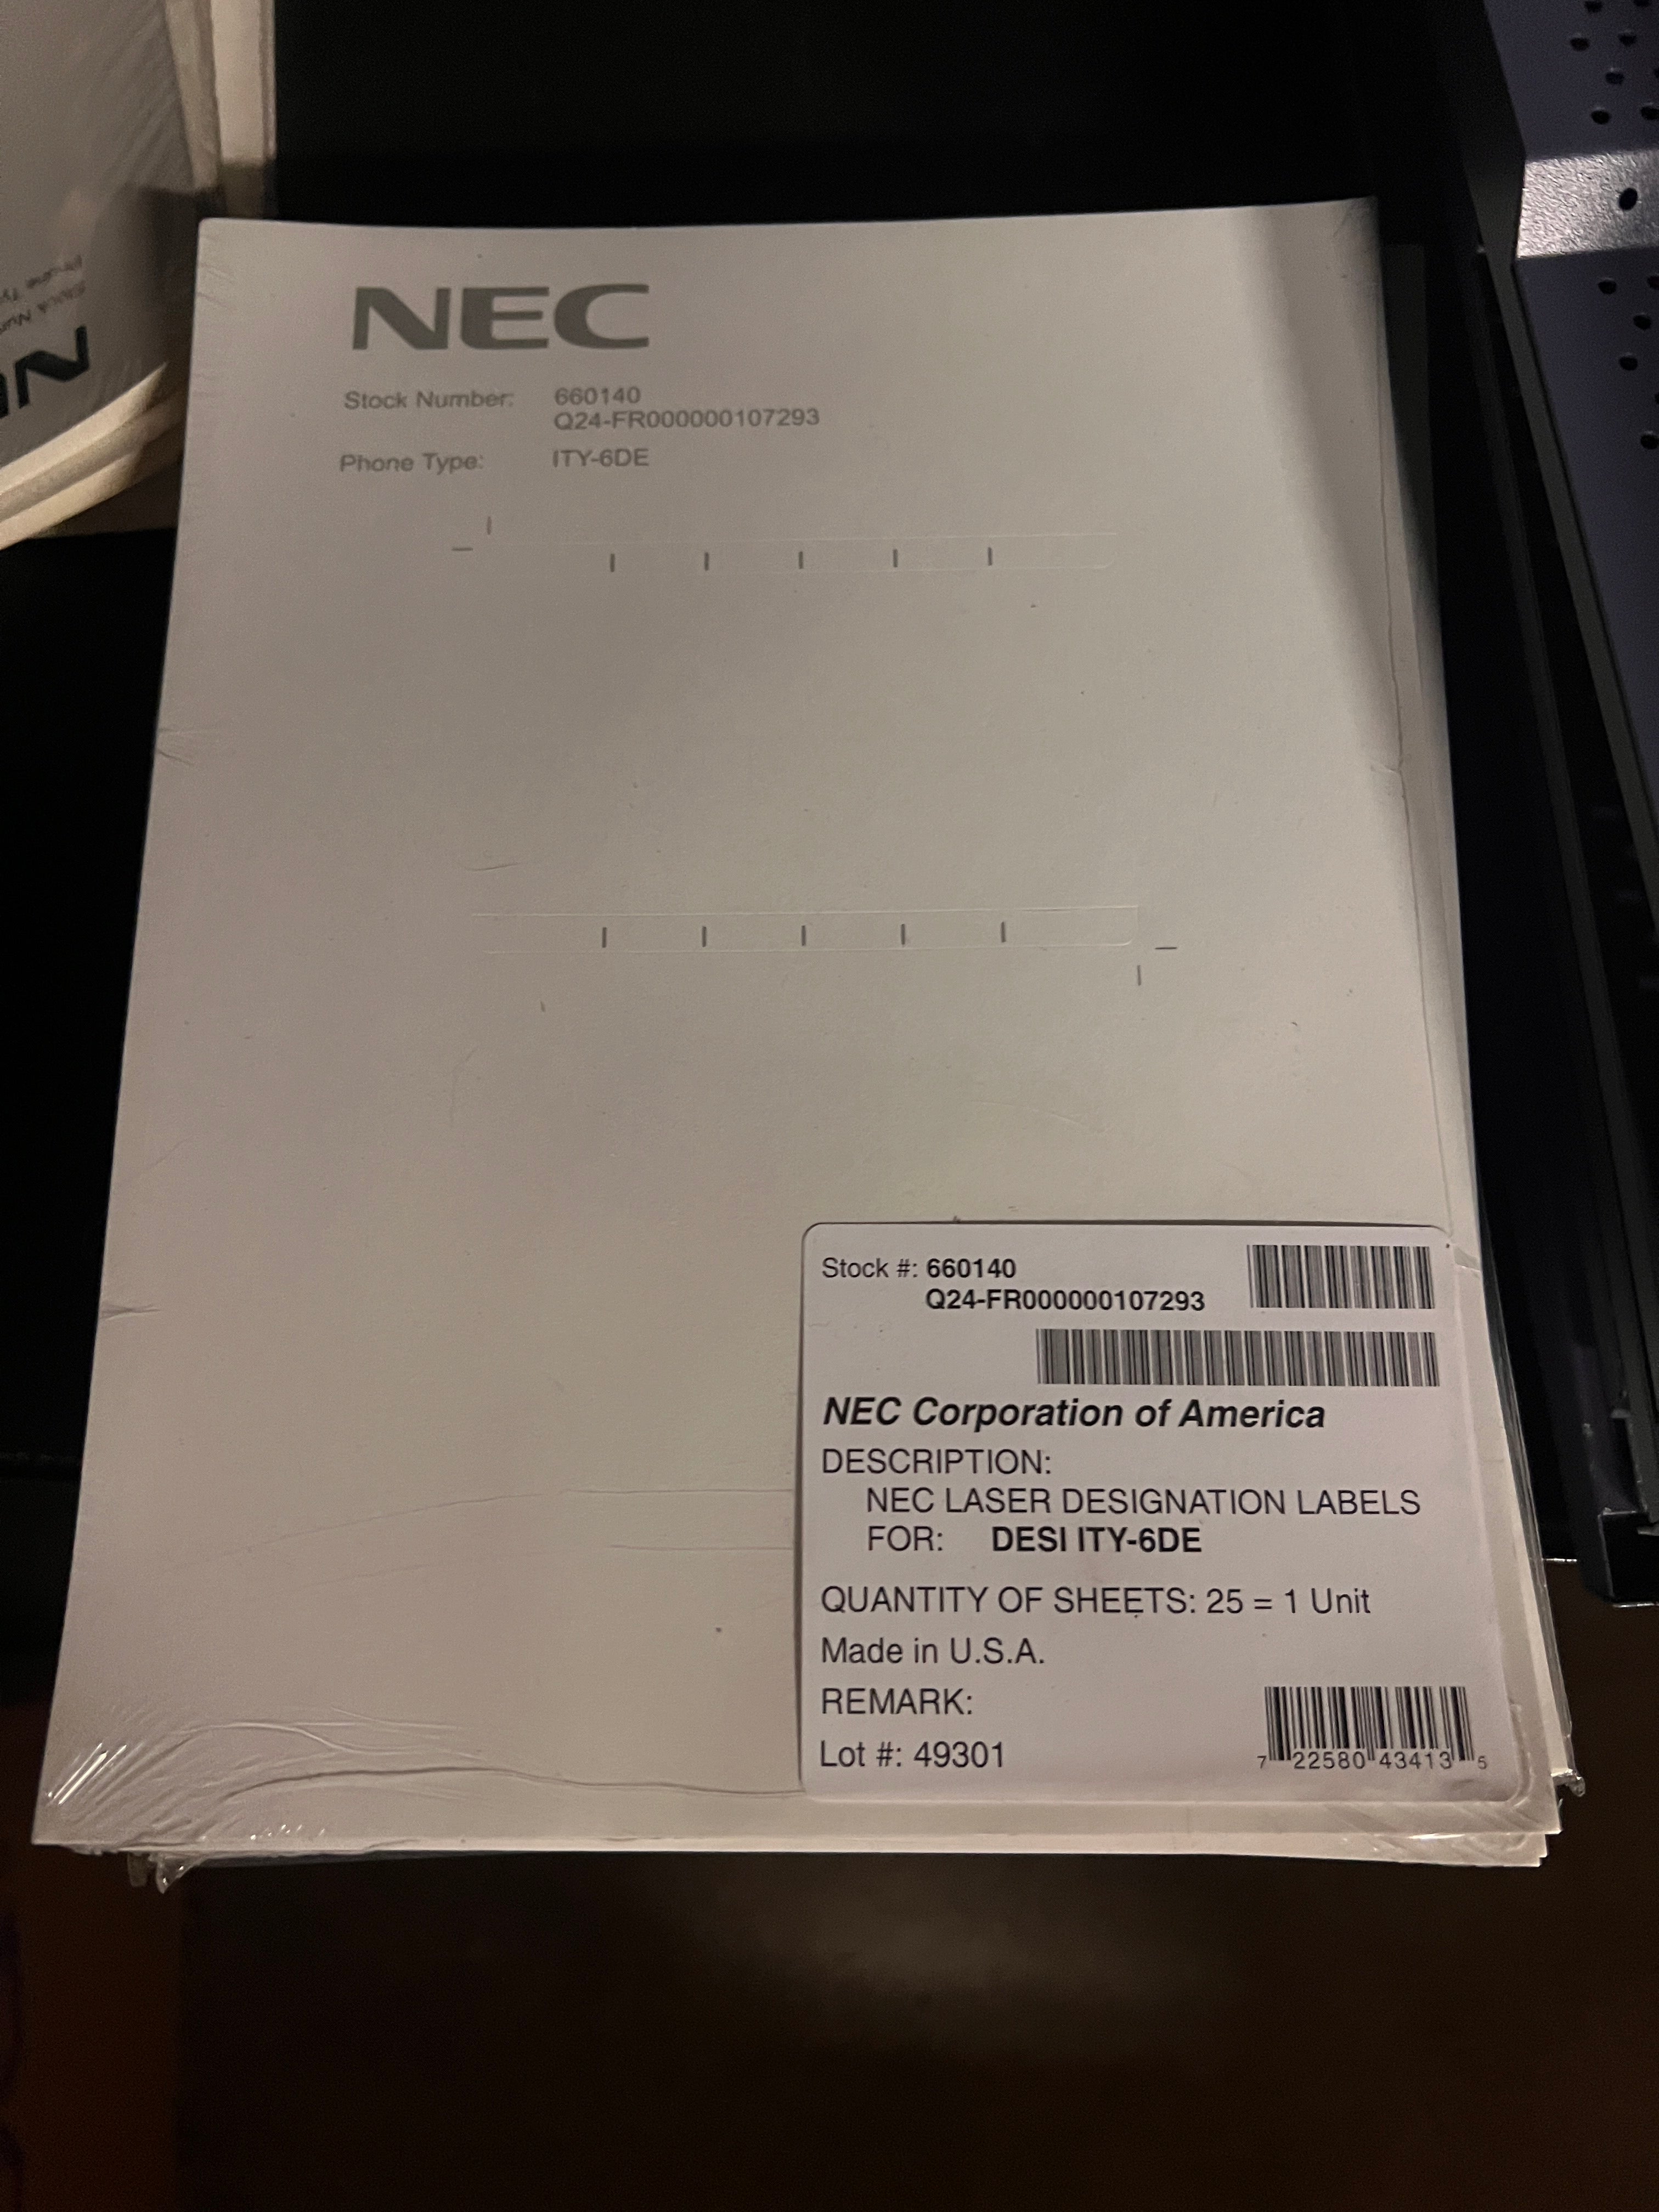 NEC
Stock Number: 660140
Q24-FR000000107293
Phone Type: ITY-6DE
Stock #: 660140
Q24-FR000000107293
NEC Corporation of America
DESCRIPTION:
NEC LASER DESIGNATION LABELS
FOR: DESI ITY-6DE
QUANTITY OF SHEETS: 25 = 1 Unit
Made in U.S.A.
REMARK:
Lot #: 49301
7 22580 43413 5